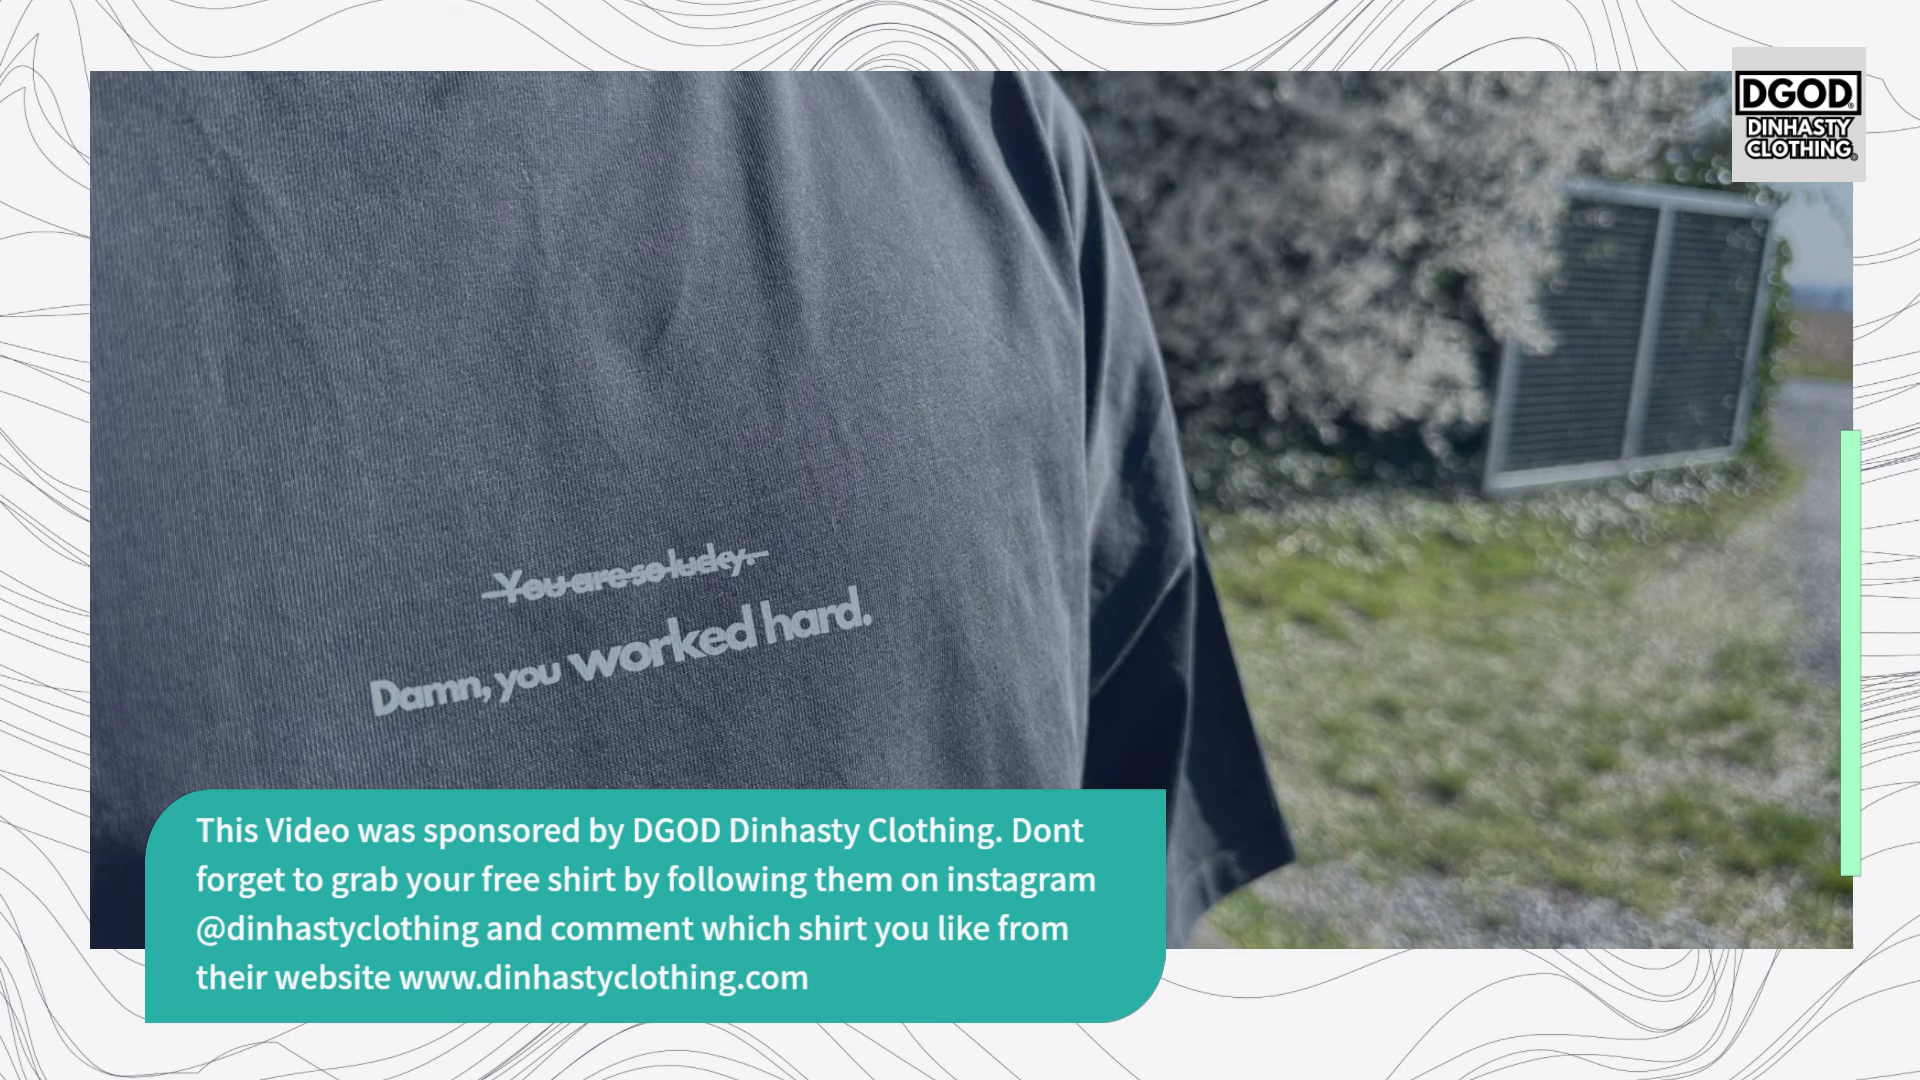 DGOD
DINHASTY
CLOTHING
You are so lucky.
Damn, you worked hard.
This Video was sponsored by DGOD Dinhasty Clothing. Dont
forget to grab your free shirt by following them on instagram
@dinhastyclothing and comment which shirt you like from
their website www.dinhastyclothing.com